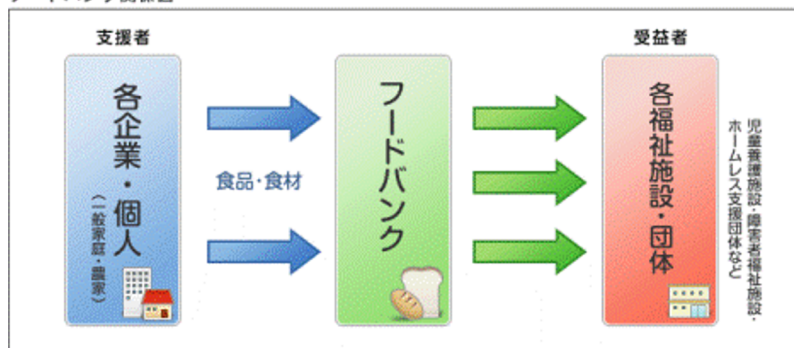 支援者
受益者
各企業・個人
（一般家庭・農家）
食品・食材
フードバンク
各福祉施設・団体
児童養護施設・障害者福祉施設・
ホームレス支援団体など